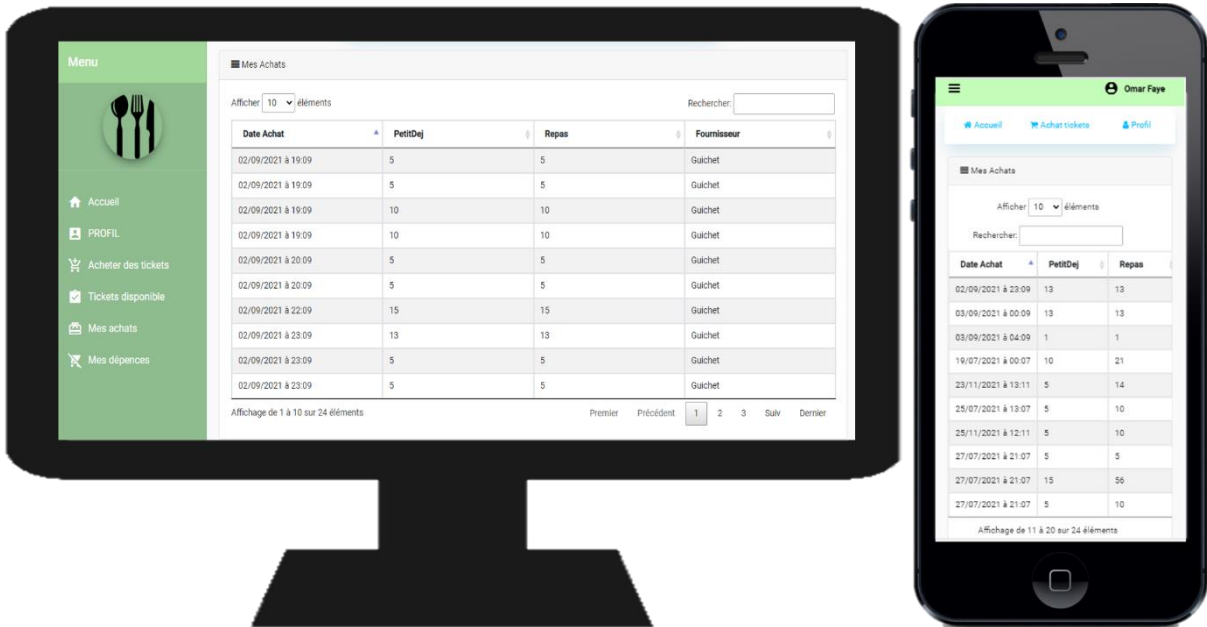 Menu
Accueil
PROFIL
Acheter des tickets
Tickets disponible
Mes achats
Mes dépences
Mes Achats
Afficher 10 éléments Rechercher:
Date Achat PetitDej Repas Fournisseur
02/09/2021 à 19:09 5 5 Guichet
02/09/2021 à 19:09 5 5 Guichet
02/09/2021 à 19:09 10 10 Guichet
02/09/2021 à 19:09 10 10 Guichet
02/09/2021 à 20:09 5 5 Guichet
02/09/2021 à 20:09 5 5 Guichet
02/09/2021 à 22:09 15 15 Guichet
02/09/2021 à 23:09 13 13 Guichet
02/09/2021 à 23:09 5 5 Guichet
02/09/2021 à 23:09 5 5 Guichet
Affichage de 1 à 10 sur 24 éléments Premier Précédent 1 2 3 Suiv Dernier
Omar Faye
Accueil Achat tickets Profil
Mes Achats
Afficher 10 éléments
Rechercher:
Date Achat PetitDej Repas
02/09/2021 à 23:09 13 13
03/09/2021 à 00:09 13 13
03/09/2021 à 04:09 1 1
19/07/2021 à 00:07 10 21
23/11/2021 à 13:11 5 14
25/07/2021 à 13:07 5 10
25/11/2021 à 12:11 5 10
27/07/2021 à 21:07 5 5
27/07/2021 à 21:07 15 56
27/07/2021 à 21:07 5 10
Affichage de 11 à 20 sur 24 éléments